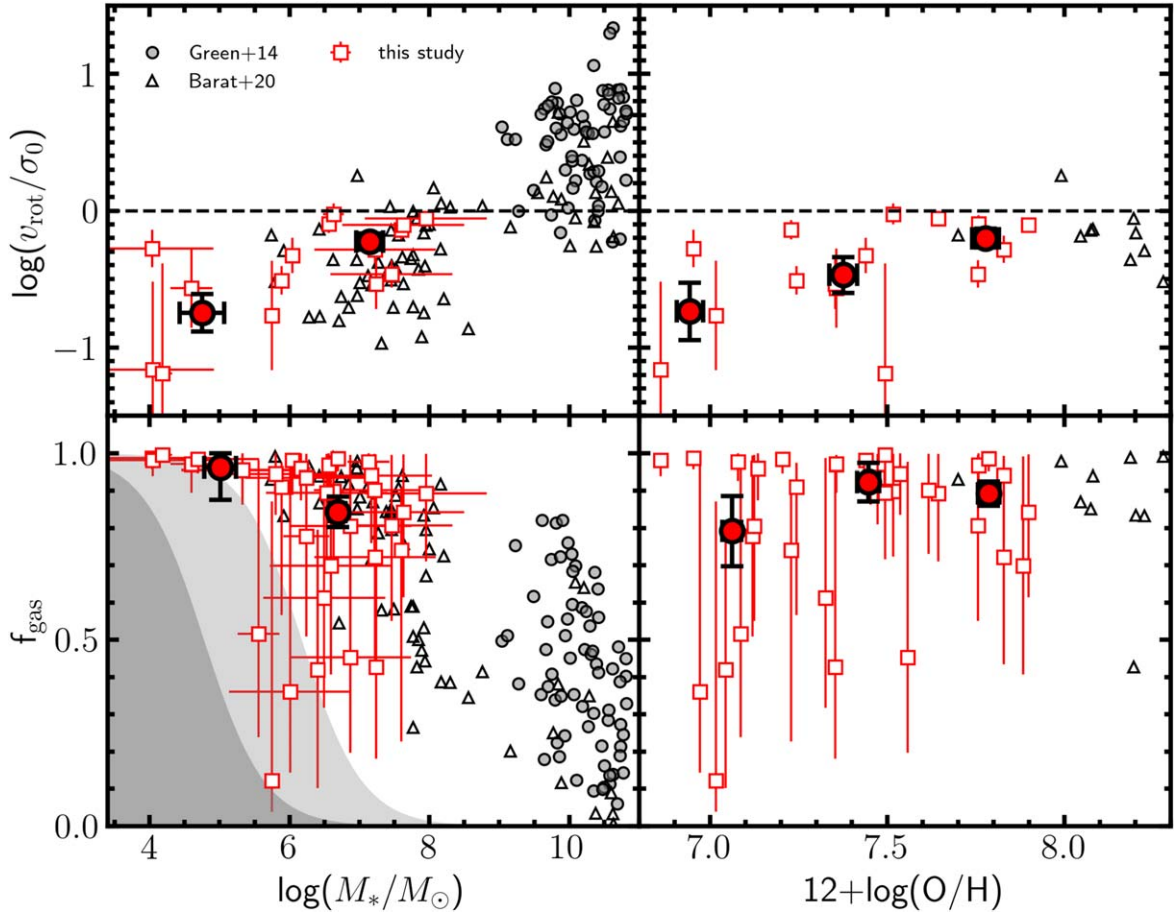 Green+14
this study
Barat+20
log(v_rot/σ_0)
1
0
−1
f_gas
1.0
0.5
0.0
4
6
8
10
7.0
7.5
8.0
log(M_*/M_⊙)
12+log(O/H)